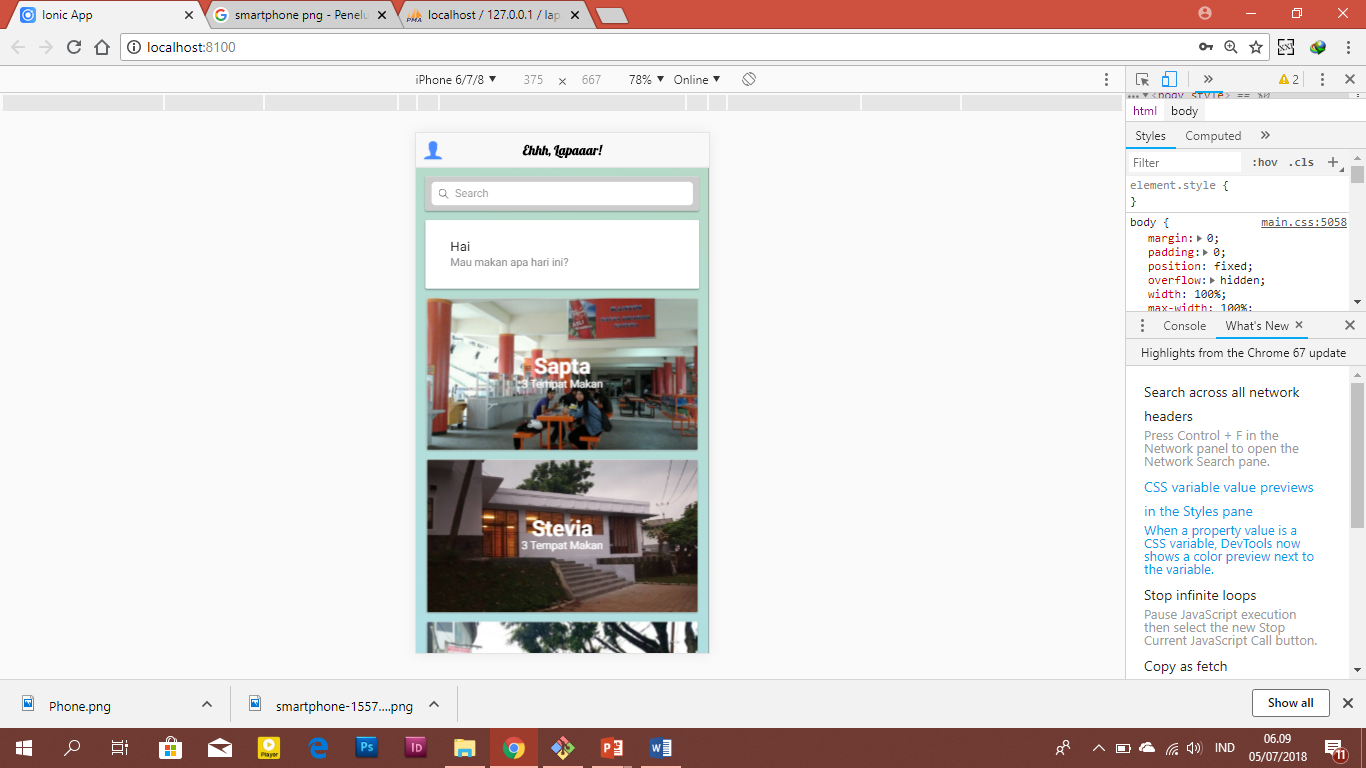 Ionic App
smartphone png - Penelu
localhost / 127.0.0.1 / lap
localhost:8100
iPhone 6/7/8 ▼ 375 × 667 78% ▼ Online ▼
2
<body style> == $0
html body
Styles Computed
Filter :hov .cls +
element.style {
}
body { main.css:5058
margin: 0;
padding: 0;
position: fixed;
overflow: hidden;
width: 100%;
max-width: 100%;
Console What's New
Highlights from the Chrome 67 update
Search across all network
headers
Press Control + F in the
Network panel to open the
Network Search pane.
CSS variable value previews
in the Styles pane
When a property value is a
CSS variable, DevTools now
shows a color preview next to
the variable.
Stop infinite loops
Pause JavaScript execution
then select the new Stop
Current JavaScript Call button.
Copy as fetch
Ehhh, Lapaaar!
Search
Hai
Mau makan apa hari ini?
Sapta
3 Tempat Makan
Stevia
3 Tempat Makan
Phone.png
smartphone-1557....png
Show all
Player
Ps
IND
06.09
05/07/2018
11